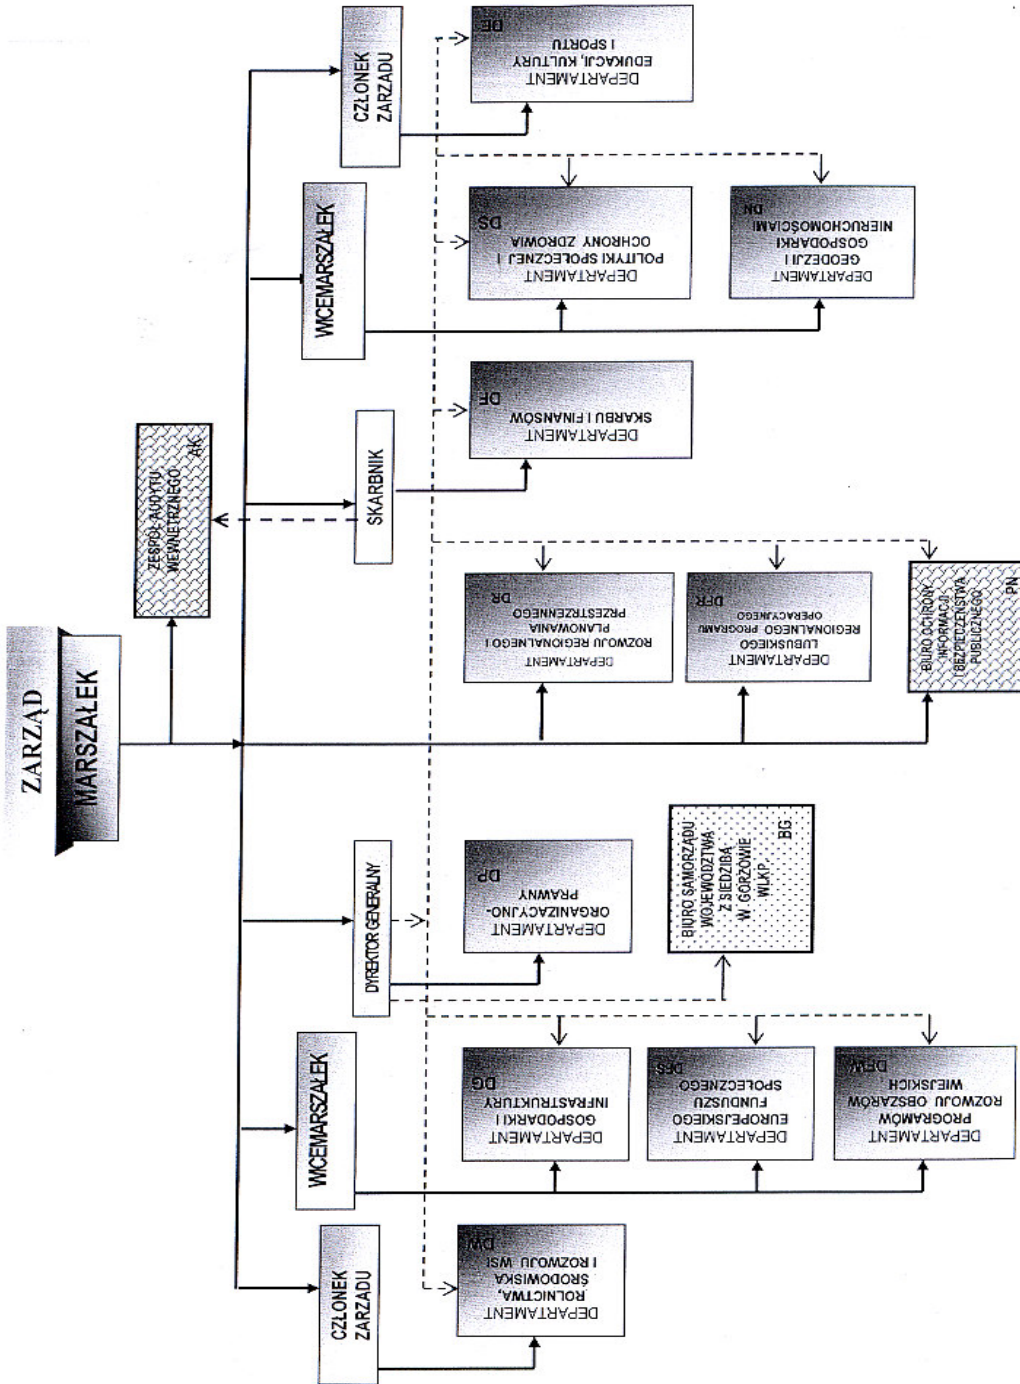 ZARZĄD
MARSZAŁEK
ZESPÓŁ AUDYTU
WEWNĘTRZNEGO
AK
CZŁONEK
ZARZĄDU
WICEMARSZAŁEK
DYREKTOR GENERALNY
SKARBNIK
WICEMARSZAŁEK
CZŁONEK
ZARZĄDU
DEPARTAMENT
ROLNICTWA,
ŚRODOWISKA
I ROZWOJU WSI
DW
DEPARTAMENT
GOSPODARKI I
INFRASTRUKTURY
DG
DEPARTAMENT
EUROPEJSKIEGO
FUNDUSZU
SPOŁECZNEGO
DFS
DEPARTAMENT
PROGRAMÓW
ROZWOJU OBSZARÓW
WIEJSKICH
DFW
DEPARTAMENT
ORGANIZACYJNO-
PRAWNY
DP
BIURO SAMORZĄDU
WOJEWÓDZTWA
Z SIEDZIBĄ
W GORZOWIE
WLKP.
BG
DEPARTAMENT
ROZWOJU REGIONALNEGO I
PLANOWANIA
PRZESTRZENNEGO
DR
DEPARTAMENT
LUBUSKIEGO
REGIONALNEGO PROGRAMU
OPERACYJNEGO
DFR
BIURO OCHRONY
INFORMACJI
I BEZPIECZEŃSTWA
PUBLICZNEGO
PN
DEPARTAMENT
SKARBU I FINANSÓW
DF
DEPARTAMENT
POLITYKI SPOŁECZNEJ I
OCHRONY ZDROWIA
DS
DEPARTAMENT
GEODEZJI I
GOSPODARKI
NIERUCHOMOŚCIAMI
DN
DEPARTAMENT
EDUKACJI, KULTURY
I SPORTU
DE